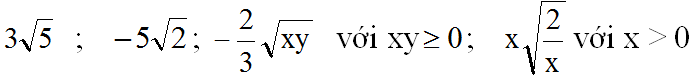 3√5 ; −5√2 ; −2/3 √xy với xy ≥ 0 ; x√(2/x) với x > 0